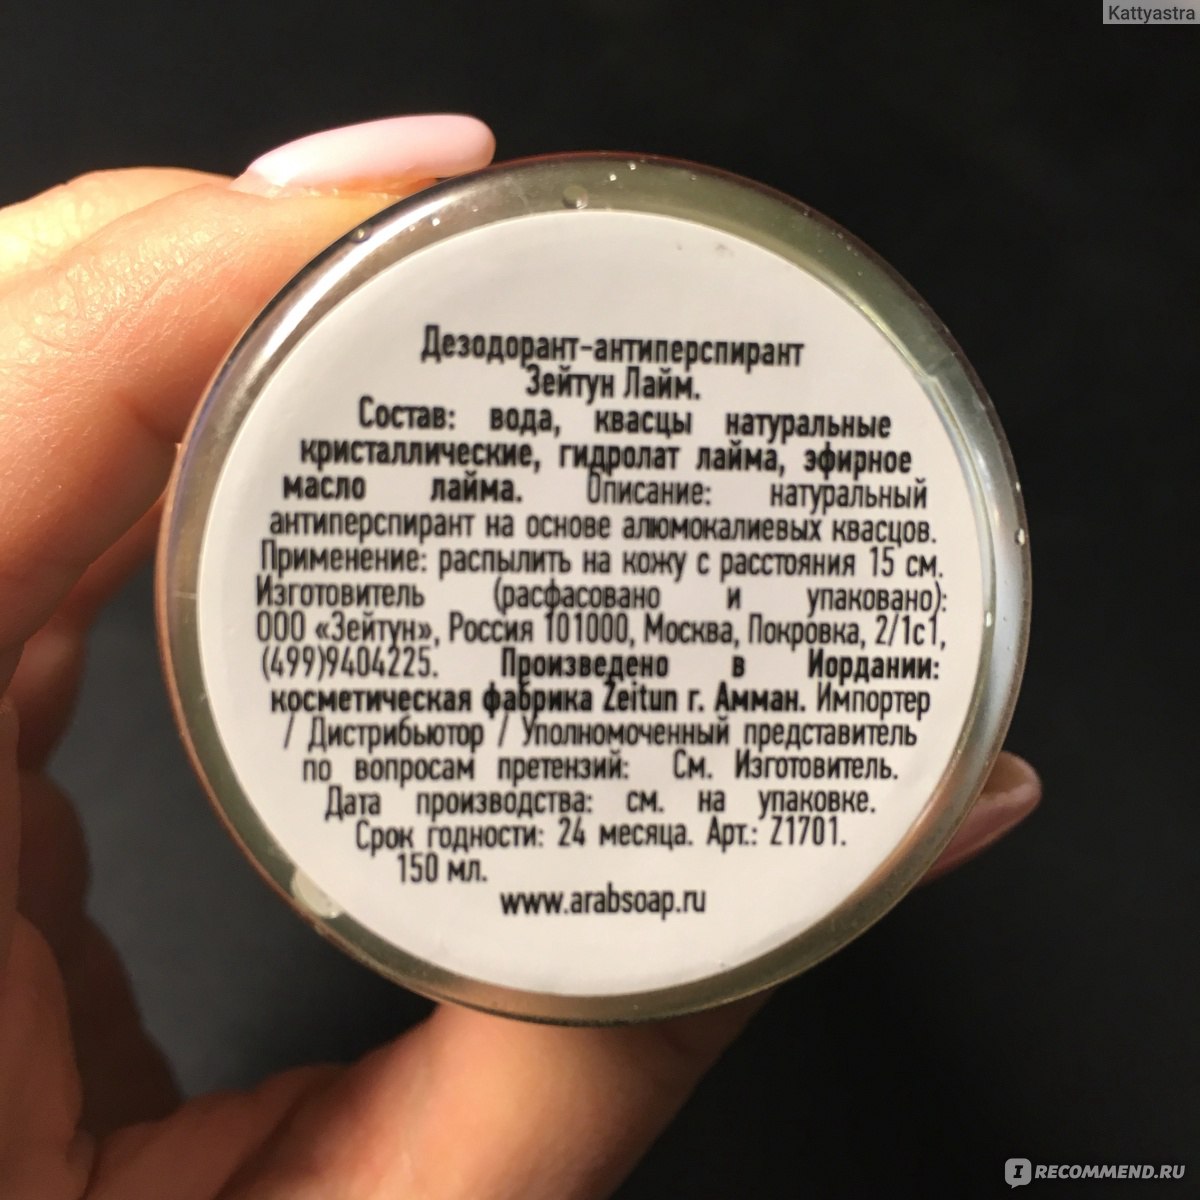 Kattyastra
Дезодорант-антиперспирант
Зейтун Лайм.
Состав: вода, квасцы натуральные
кристаллические, гидролат лайма, эфирное
масло лайма. Описание: натуральный
антиперспирант на основе алюмокалиевых квасцов.
Применение: распылить на кожу с расстояния 15 см.
Изготовитель (расфасовано и упаковано):
ООО «Зейтун», Россия 101000, Москва, Покровка, 2/1с1,
(499)9404225. Произведено в Иордании:
косметическая фабрика Zeitun г. Амман. Импортер
/ Дистрибьютор / Уполномоченный представитель
по вопросам претензий: См. Изготовитель.
Дата производства: см. на упаковке.
Срок годности: 24 месяца. Арт.: Z1701.
150 мл.
www.arabsoap.ru
IRECOMMEND.RU